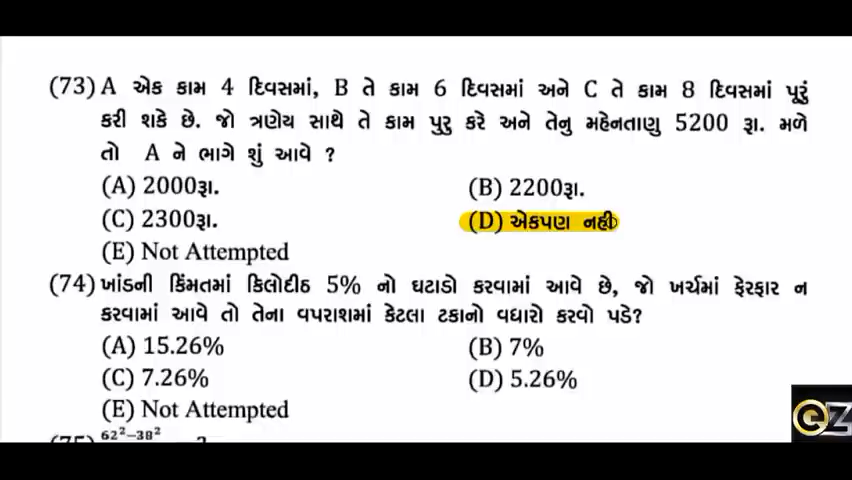 (73) A એક કામ 4 દિવસમાં, B તે કામ 6 દિવસમાં અને C તે કામ 8 દિવસમાં પૂરું
કરી શકે છે. જો ત્રણેય સાથે તે કામ પુરુ કરે અને તેનુ મહેનતાણુ 5200 રૂા. મળે
તો A ને ભાગે શું આવે ?
(A) 2000રૂા. (B) 2200રૂા.
(C) 2300રૂા. (D) એકપણ નહી
(E) Not Attempted
(74) ખાંડની કિંમતમાં કિલોદીઠ 5% નો ઘટાડો કરવામાં આવે છે, જો ખર્ચમાં ફેરફાર ન
કરવામાં આવે તો તેના વપરાશમાં કેટલા ટકાનો વધારો કરવો પડે?
(A) 15.26% (B) 7%
(C) 7.26% (D) 5.26%
(E) Not Attempted
62²−38²